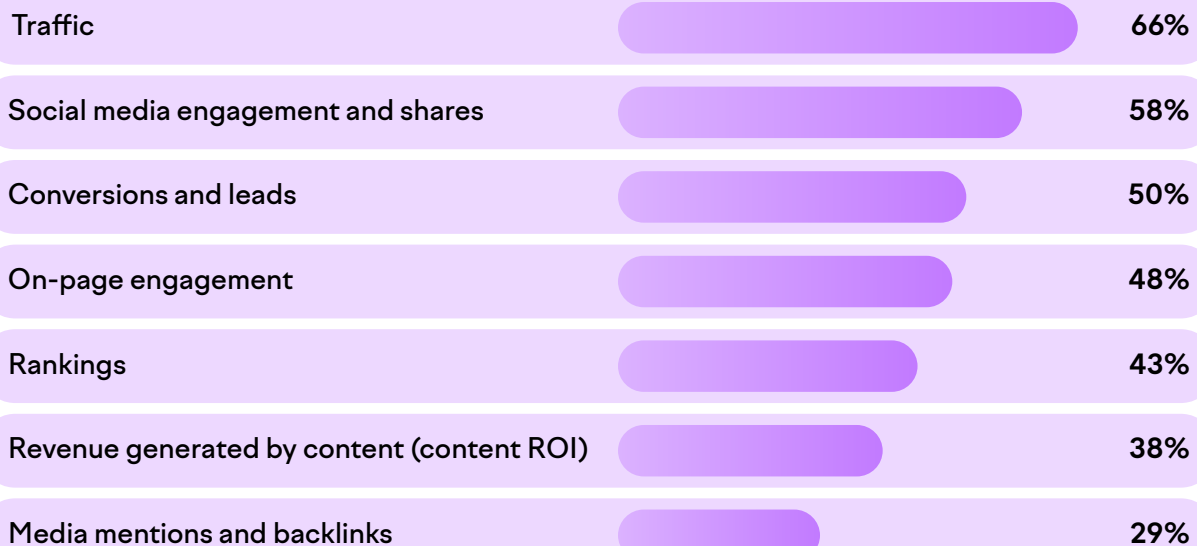 Traffic 66%
Social media engagement and shares 58%
Conversions and leads 50%
On-page engagement 48%
Rankings 43%
Revenue generated by content (content ROI) 38%
Media mentions and backlinks 29%